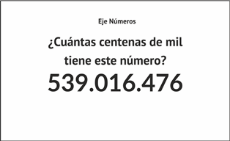 Eje Números
¿Cuántas centenas de mil
tiene este número?
539.016.476